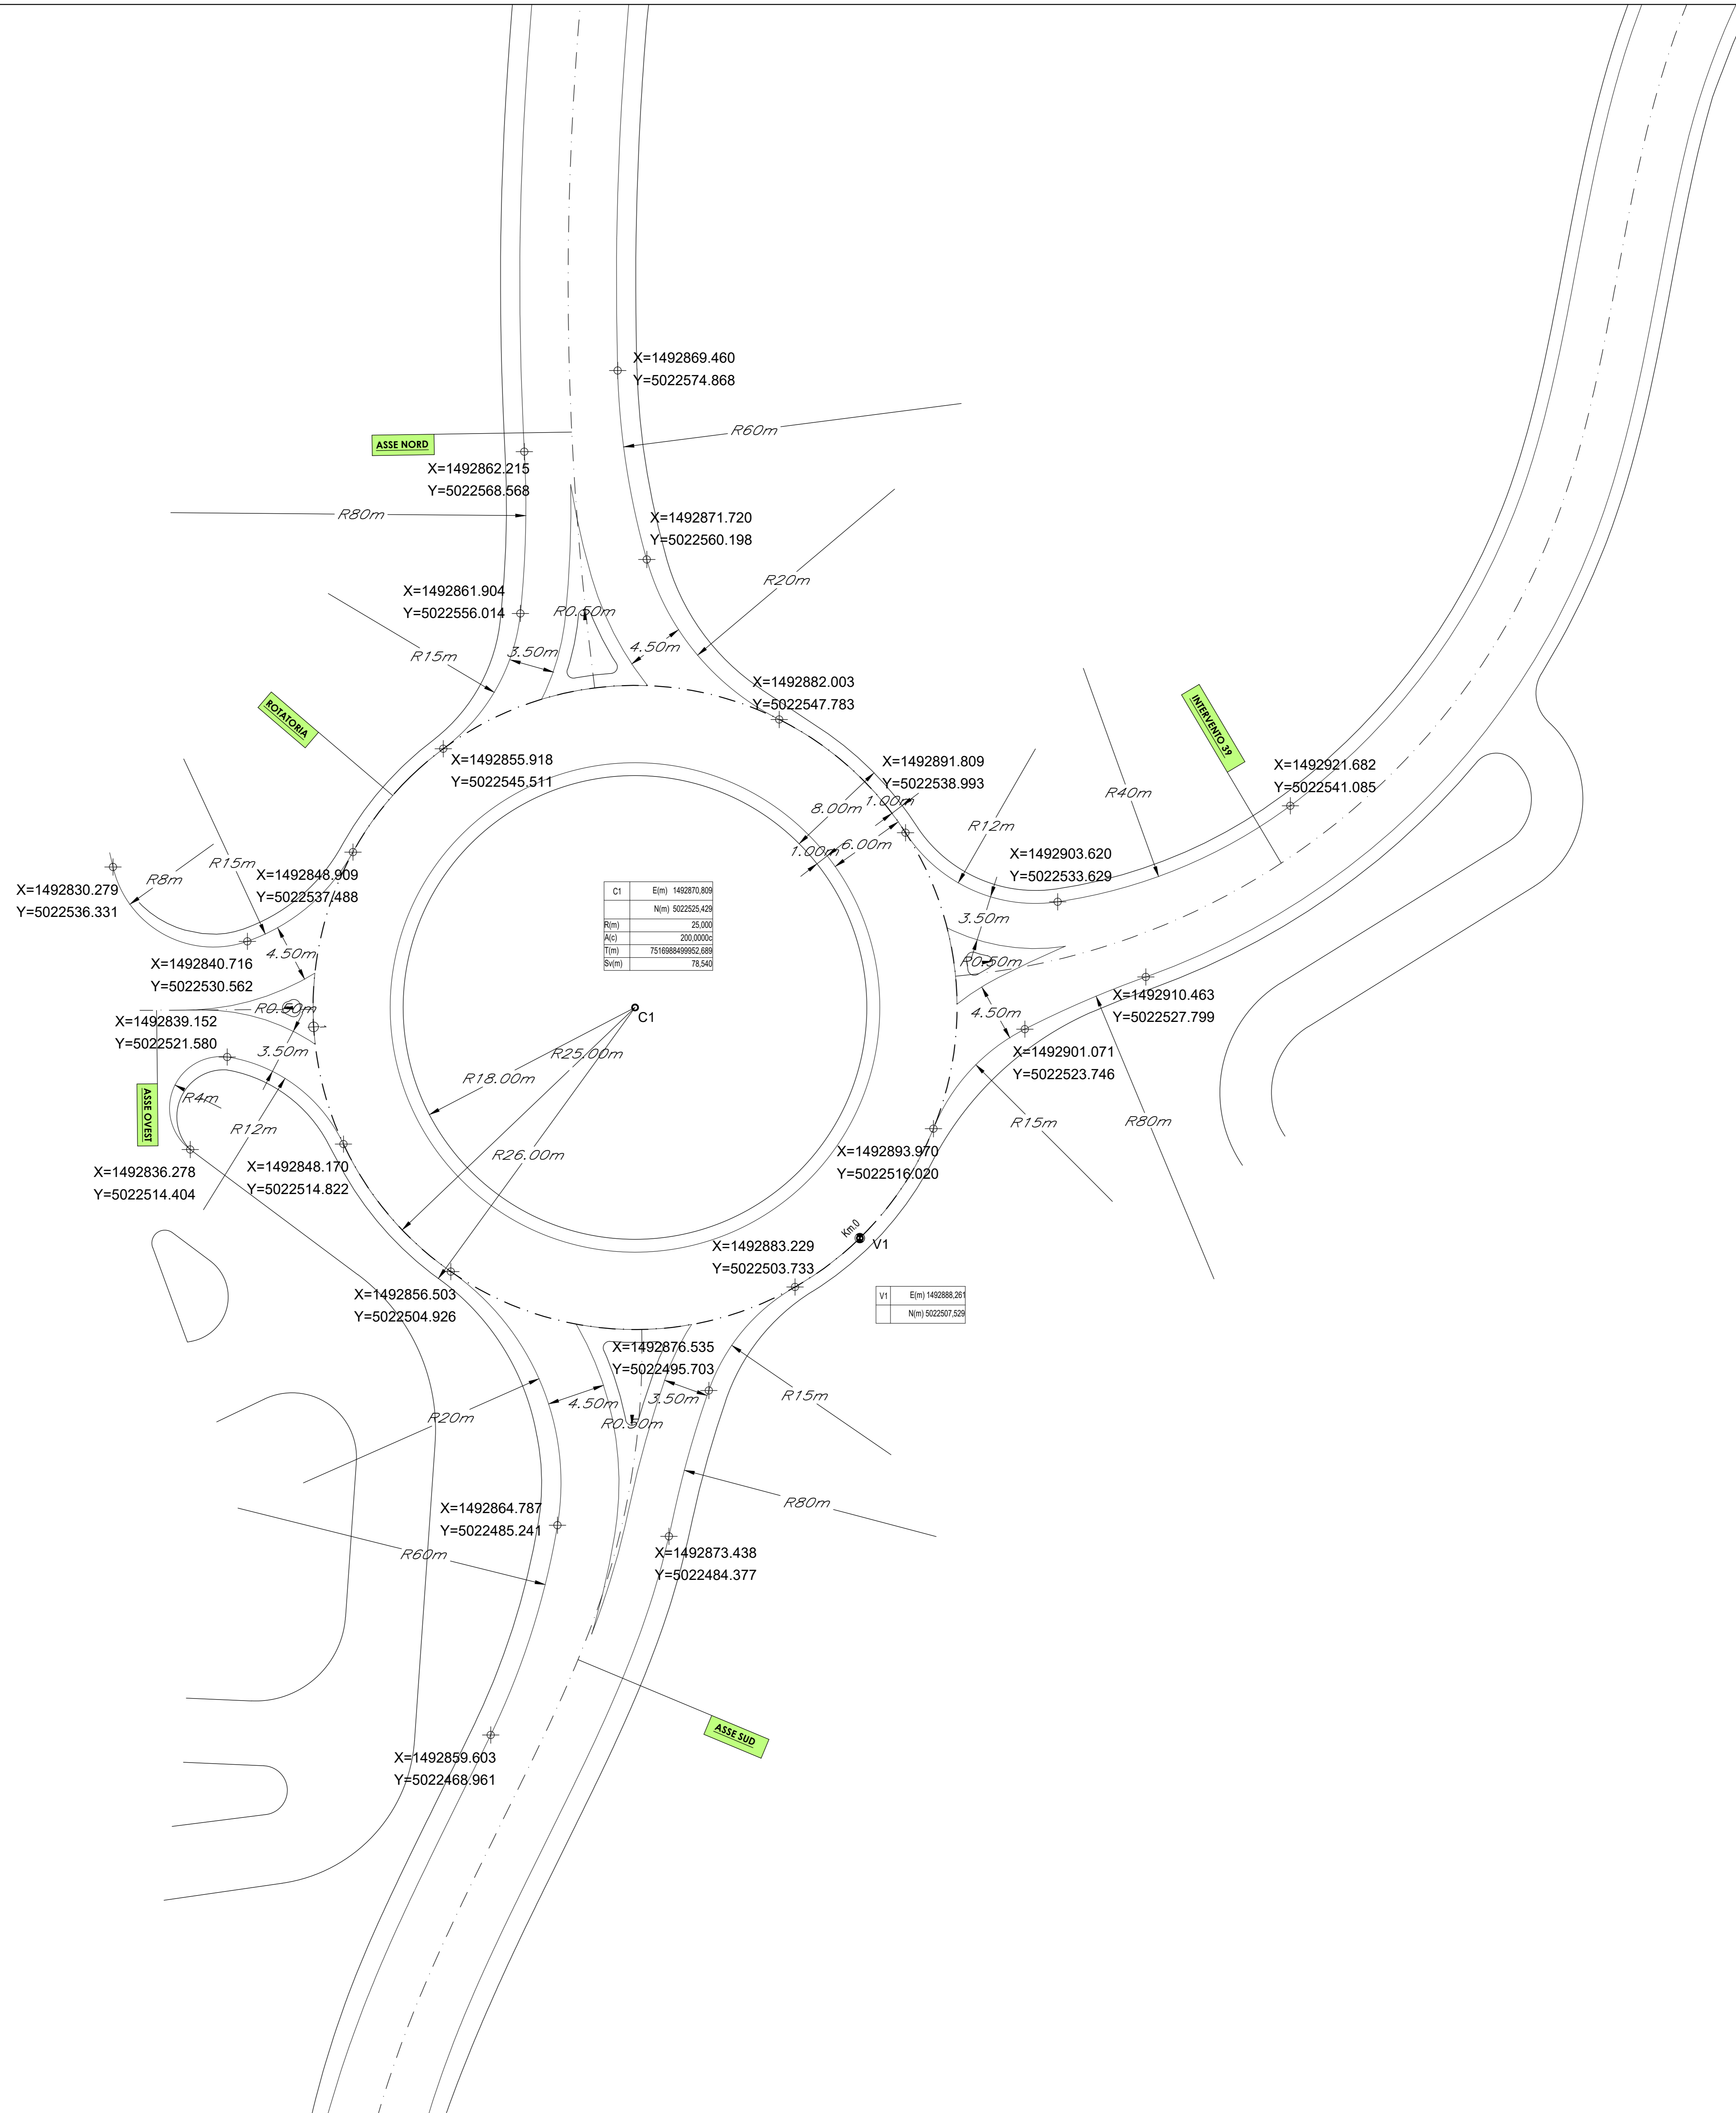 X=1492869.460
Y=5022574.868
R60m
ASSE NORD
X=1492862.215
Y=5022568.568
R80m
X=1492871.720
Y=5022560.198
R20m
X=1492861.904
Y=5022556.014
R0.50m
4.50m
3.50m
R15m
X=1492882.003
Y=5022547.783
ROTATORIA
INTERVENTO 39
X=1492855.918
Y=5022545.511
X=1492891.809
Y=5022538.993
X=1492921.682
Y=5022541.085
R40m
8.00m
1.00m
R12m
1.00m
6.00m
X=1492903.620
Y=5022533.629
R15m
R8m
X=1492848.909
Y=5022537.488
X=1492830.279
Y=5022536.331
C1 E(m) 1492870,809
N(m) 5022525,429
R(m) 25,000
A(c) 200,0000c
T(m) 7516988499952,689
Sv(m) 78,540
3.50m
4.50m
X=1492840.716
Y=5022530.562
R0.50m
R0.50m
X=1492910.463
Y=5022527.799
4.50m
C1
X=1492839.152
Y=5022521.580
3.50m
R25.00m
X=1492901.071
Y=5022523.746
R18.00m
ASSE OVEST
R4m
R12m
R15m
R80m
R26.00m
X=1492893.970
Y=5022516.020
X=1492836.278
Y=5022514.404
X=1492848.170
Y=5022514.822
Km.0
V1
X=1492883.229
Y=5022503.733
X=1492856.503
Y=5022504.926
V1 E(m) 1492888,261
N(m) 5022507,529
X=1492876.535
Y=5022495.703
R15m
4.50m
3.50m
R20m
R0.50m
X=1492864.787
Y=5022485.241
R80m
R60m
X=1492873.438
Y=5022484.377
ASSE SUD
X=1492859.603
Y=5022468.961